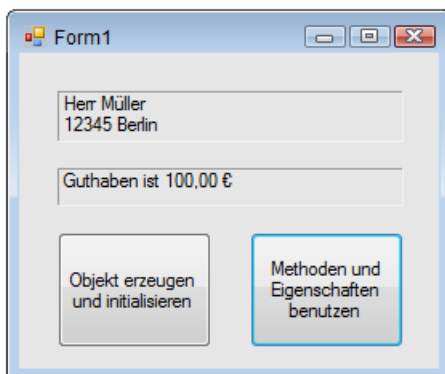 Form1
Herr Müller
12345 Berlin
Guthaben ist 100,00 €
Objekt erzeugen
und initialisieren
Methoden und
Eigenschaften
benutzen